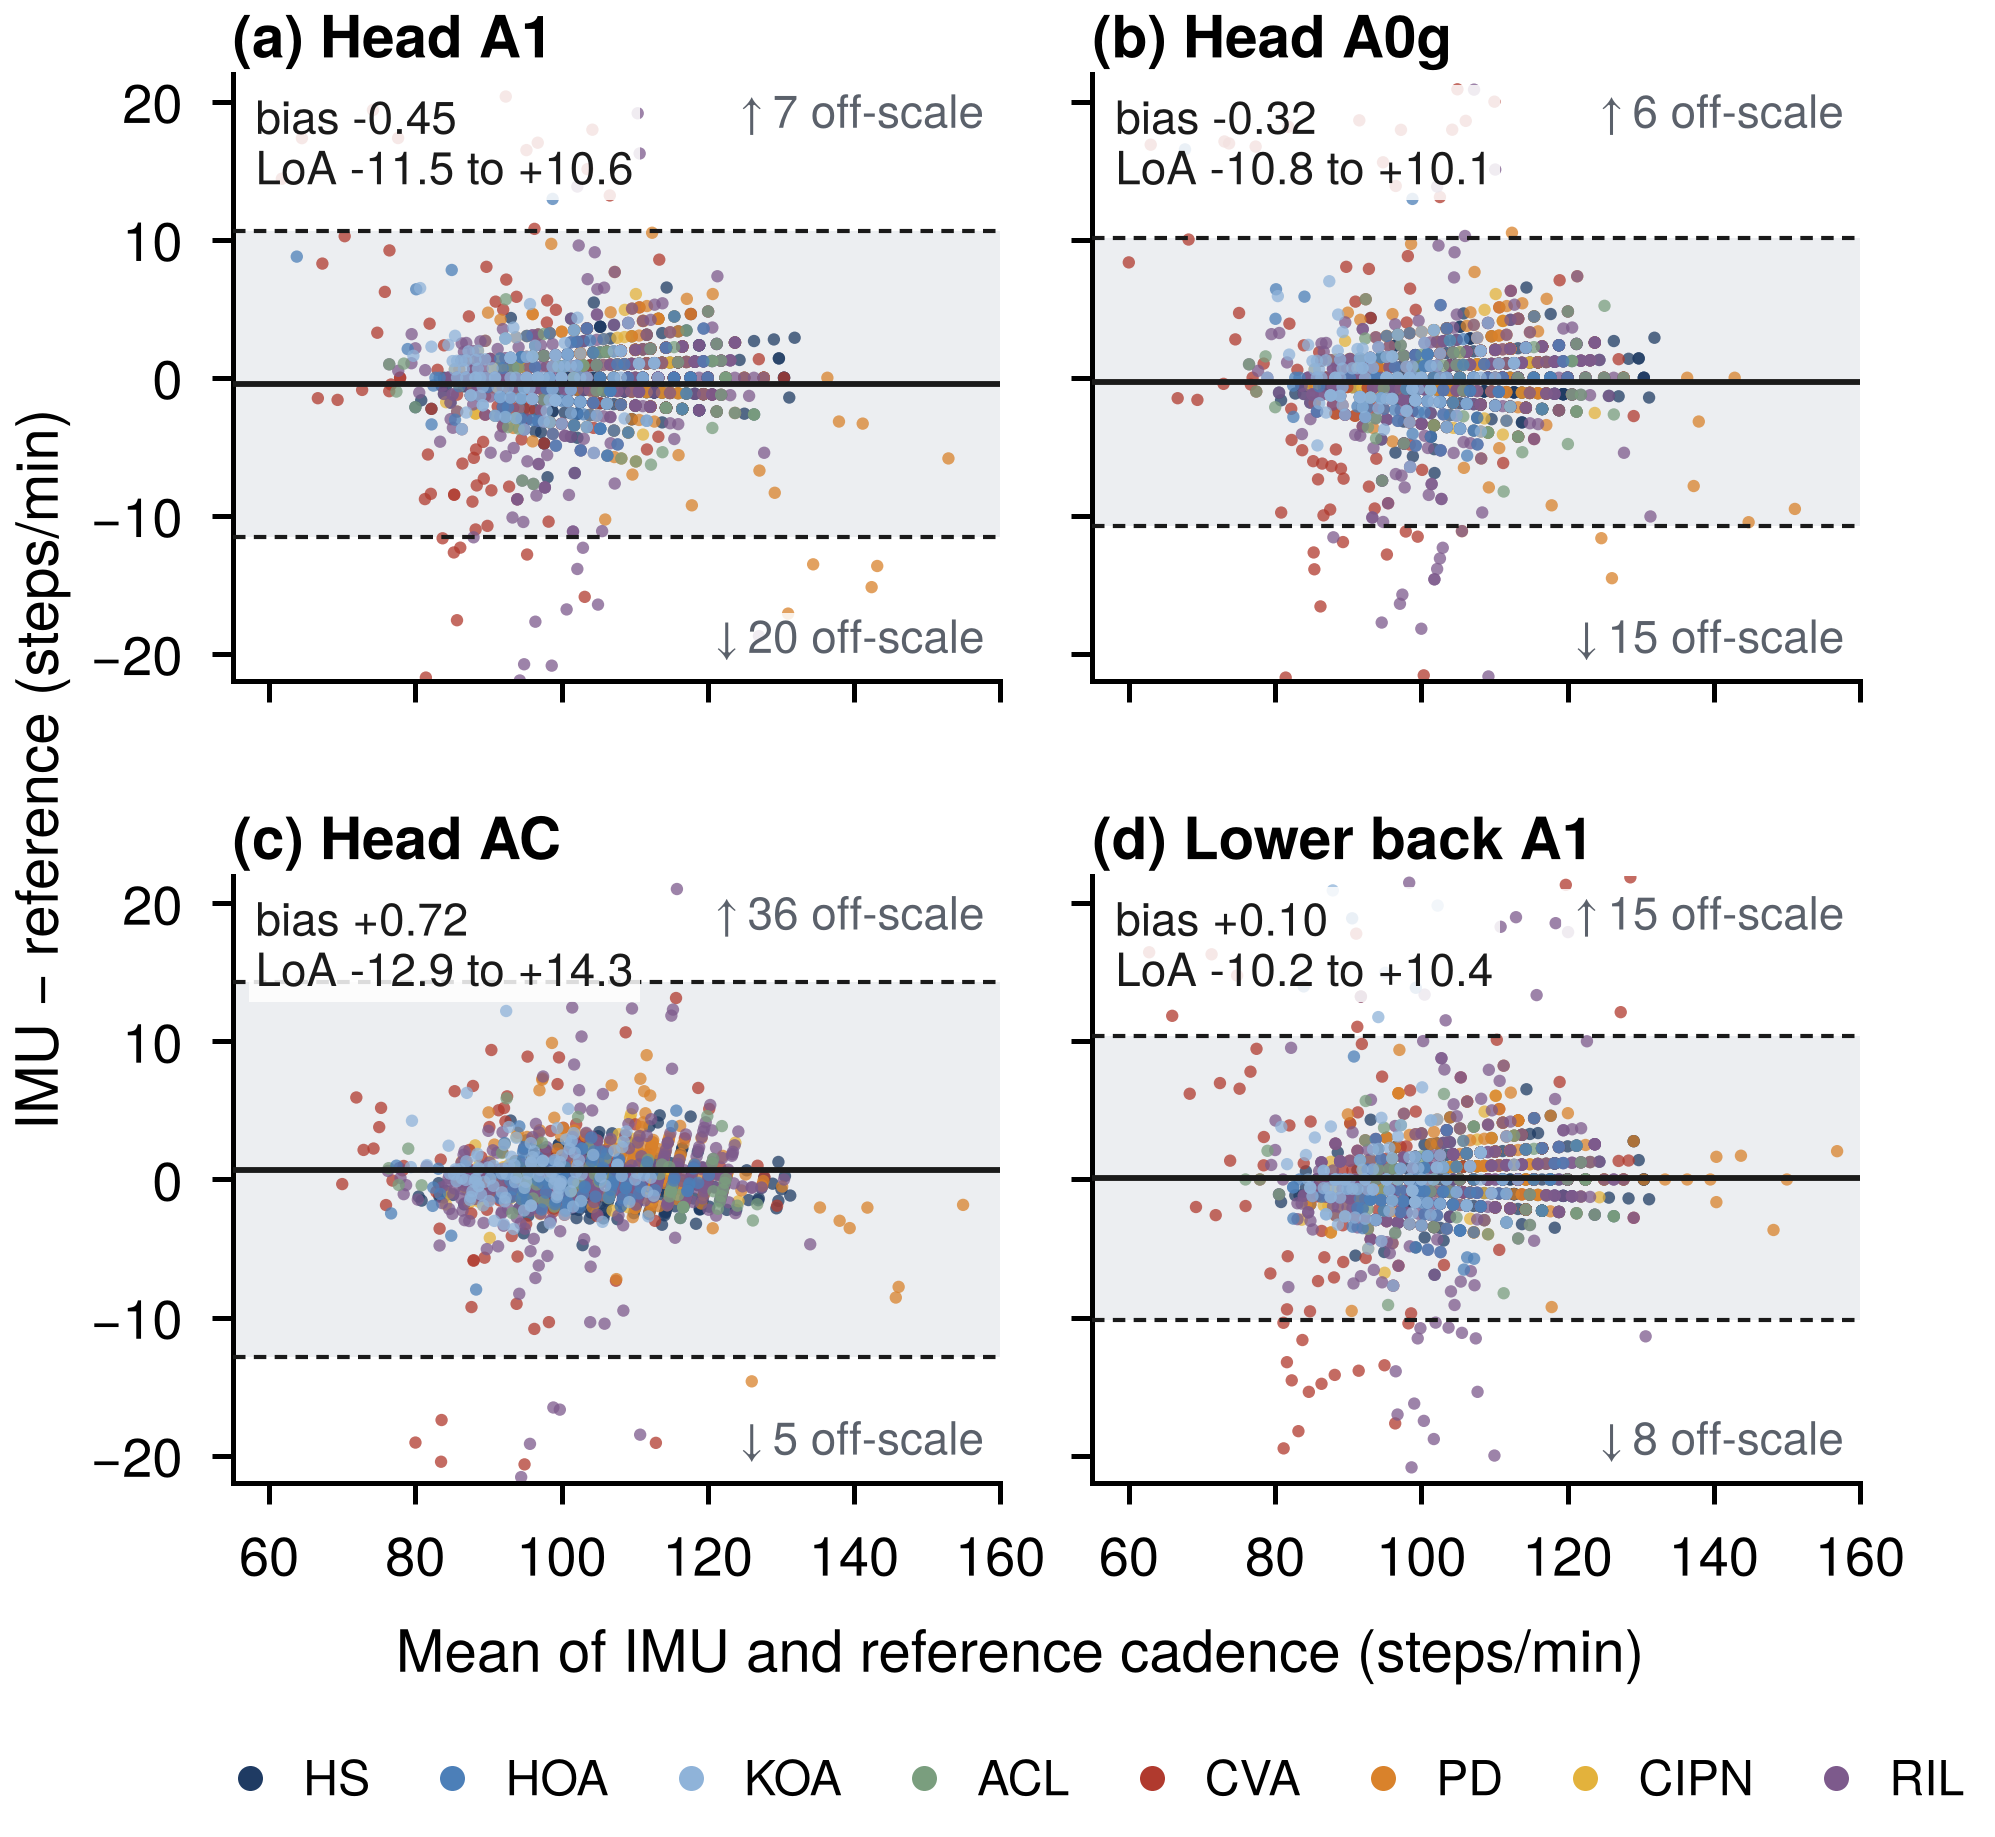 (a) Head A1
(b) Head A0g
20
10
0
−10
−20
bias -0.45
LoA -11.5 to +10.6
↑ 7 off-scale
↓ 20 off-scale
bias -0.32
LoA -10.8 to +10.1
↑ 6 off-scale
↓ 15 off-scale
IMU − reference (steps/min)
(c) Head AC
(d) Lower back A1
20
10
0
−10
−20
bias +0.72
LoA -12.9 to +14.3
↑ 36 off-scale
↓ 5 off-scale
bias +0.10
LoA -10.2 to +10.4
↑ 15 off-scale
↓ 8 off-scale
60 80 100 120 140 160
60 80 100 120 140 160
Mean of IMU and reference cadence (steps/min)
HS HOA KOA ACL CVA PD CIPN RIL